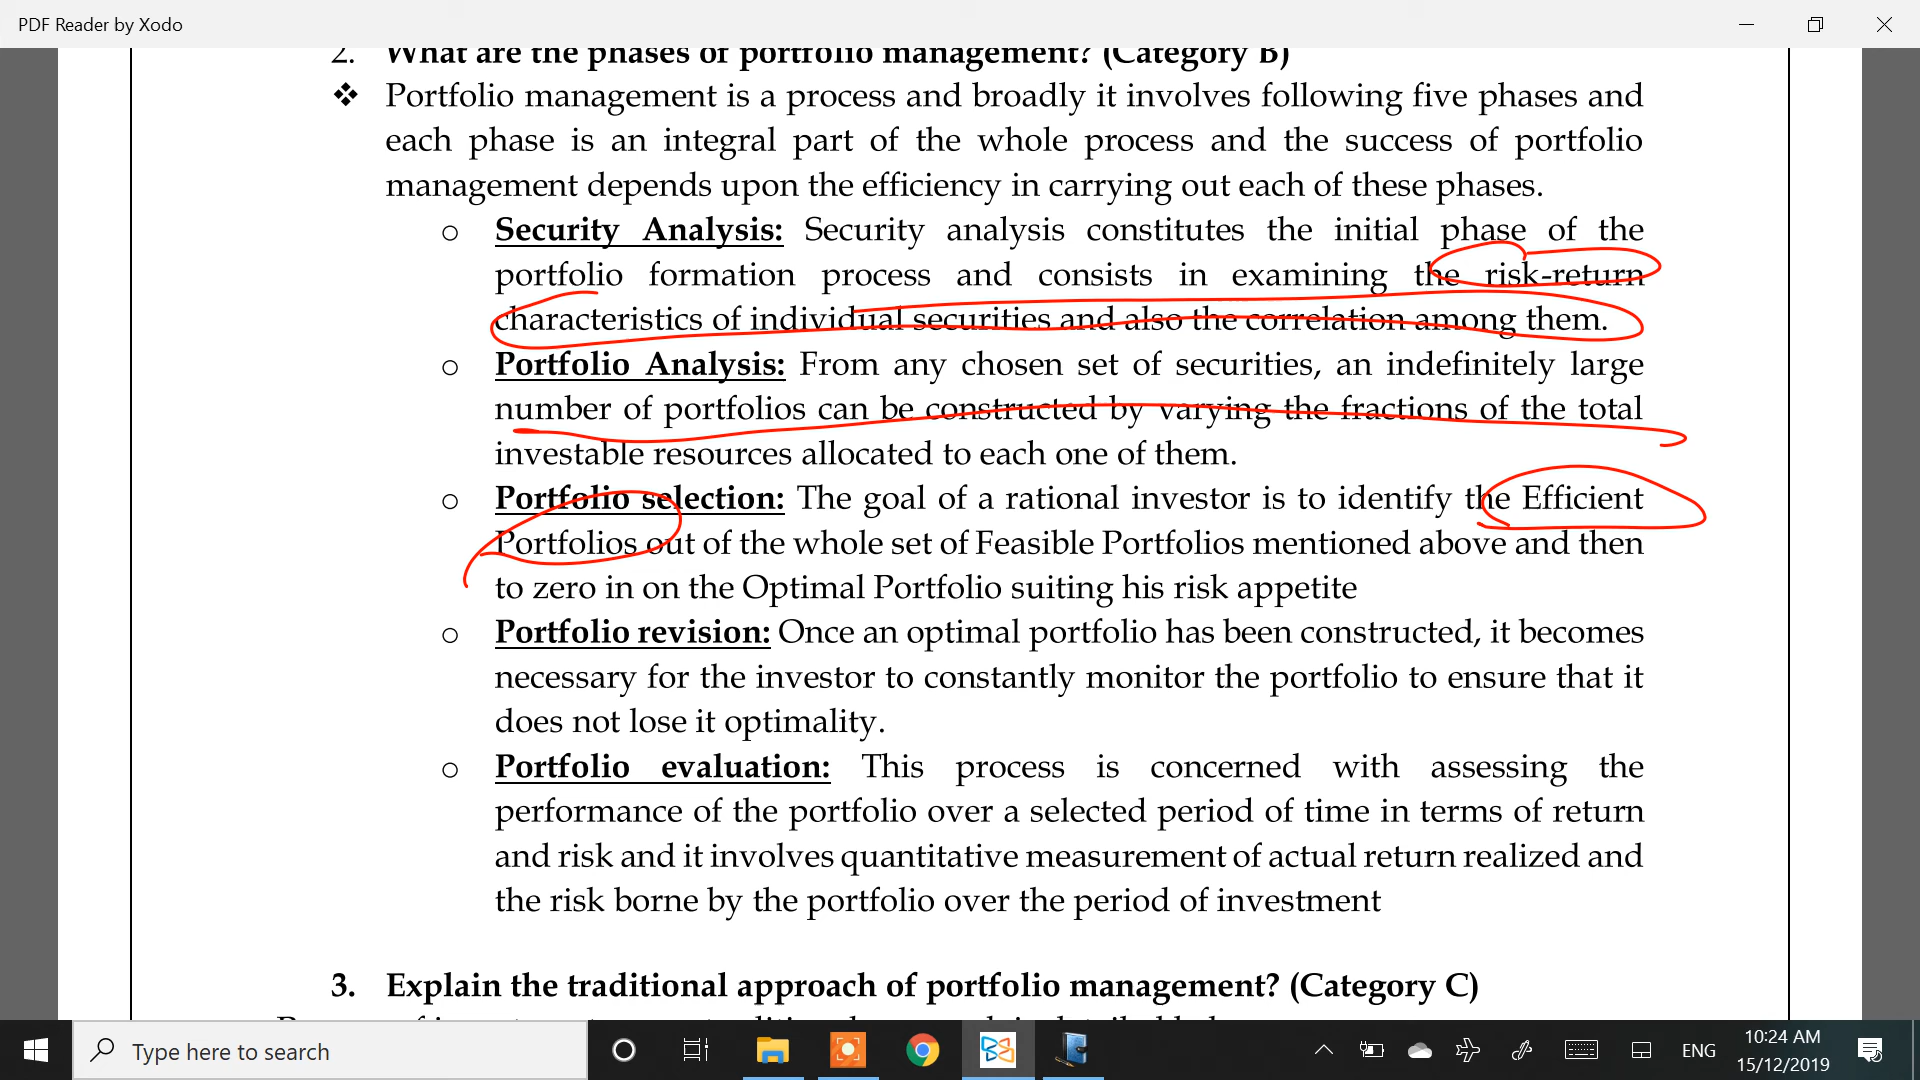 PDF Reader by Xodo
2. What are the phases of portfolio management? (Category B)
❖ Portfolio management is a process and broadly it involves following five phases and
each phase is an integral part of the whole process and the success of portfolio
management depends upon the efficiency in carrying out each of these phases.
o Security Analysis: Security analysis constitutes the initial phase of the
portfolio formation process and consists in examining the risk-return
characteristics of individual securities and also the correlation among them.
o Portfolio Analysis: From any chosen set of securities, an indefinitely large
number of portfolios can be constructed by varying the fractions of the total
investable resources allocated to each one of them.
o Portfolio selection: The goal of a rational investor is to identify the Efficient
Portfolios out of the whole set of Feasible Portfolios mentioned above and then
to zero in on the Optimal Portfolio suiting his risk appetite
o Portfolio revision: Once an optimal portfolio has been constructed, it becomes
necessary for the investor to constantly monitor the portfolio to ensure that it
does not lose it optimality.
o Portfolio evaluation: This process is concerned with assessing the
performance of the portfolio over a selected period of time in terms of return
and risk and it involves quantitative measurement of actual return realized and
the risk borne by the portfolio over the period of investment
3. Explain the traditional approach of portfolio management? (Category C)
Type here to search
ENG
10:24 AM
15/12/2019